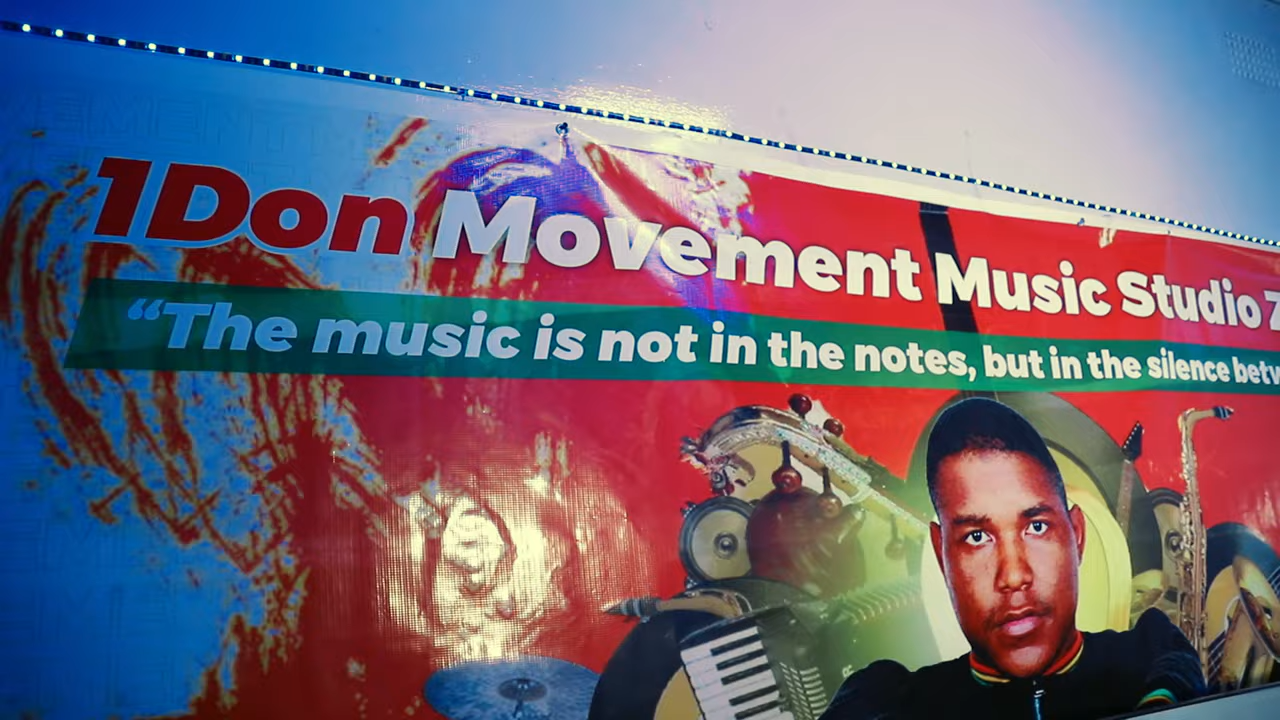 1Don Movement Music Studio
“The music is not in the notes, but in the silence